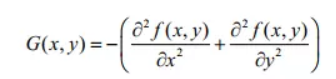 G(x, y) = −(∂²f(x, y)/∂x² + ∂²f(x, y)/∂y²)